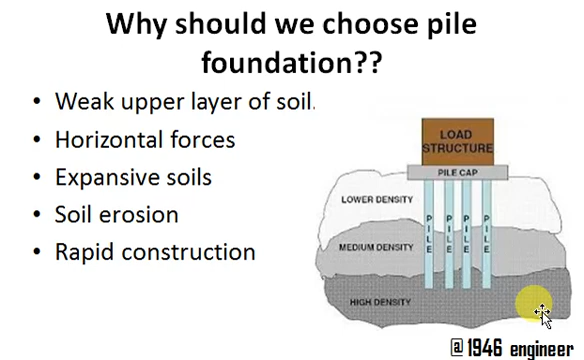 Why should we choose pile
foundation??
• Weak upper layer of soil.
• Horizontal forces
• Expansive soils
• Soil erosion
• Rapid construction
LOAD
STRUCTURE
PILE CAP
LOWER DENSITY
MEDIUM DENSITY
HIGH DENSITY
PILE
PILE
PILE
PILE
@ 1946 engineer